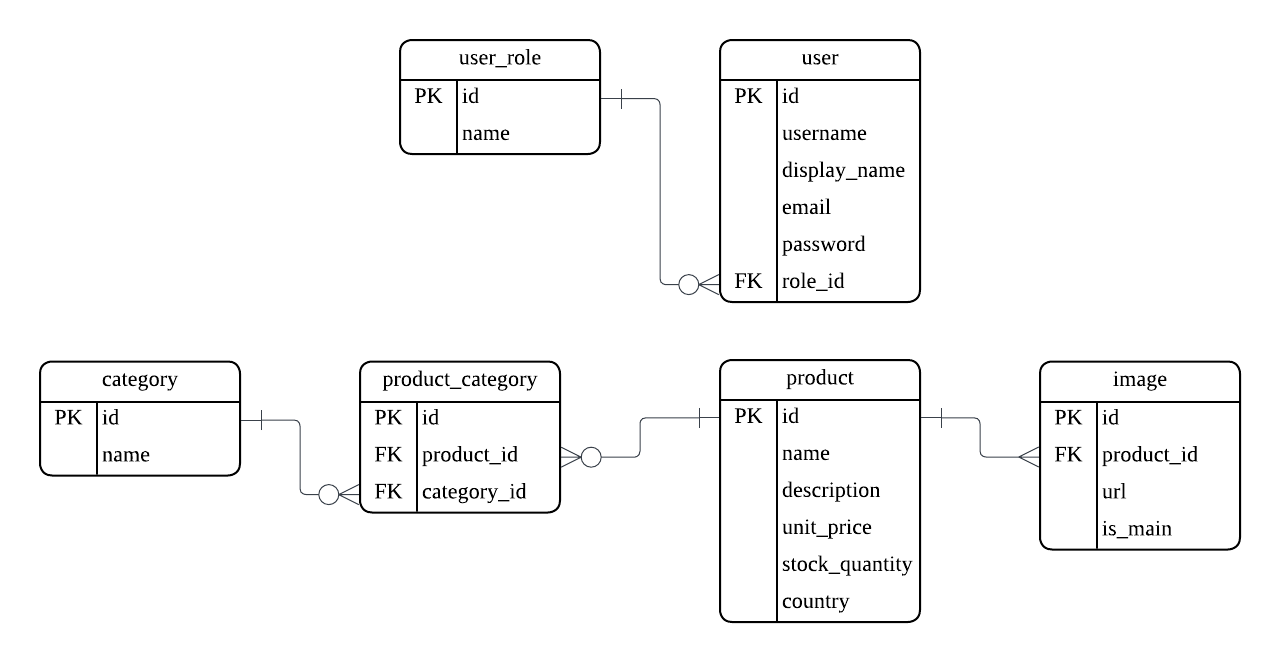 user_role
PK id
name
user
PK id
username
display_name
email
password
FK role_id
category
PK id
name
product_category
PK id
FK product_id
FK category_id
product
PK id
name
description
unit_price
stock_quantity
country
image
PK id
FK product_id
url
is_main